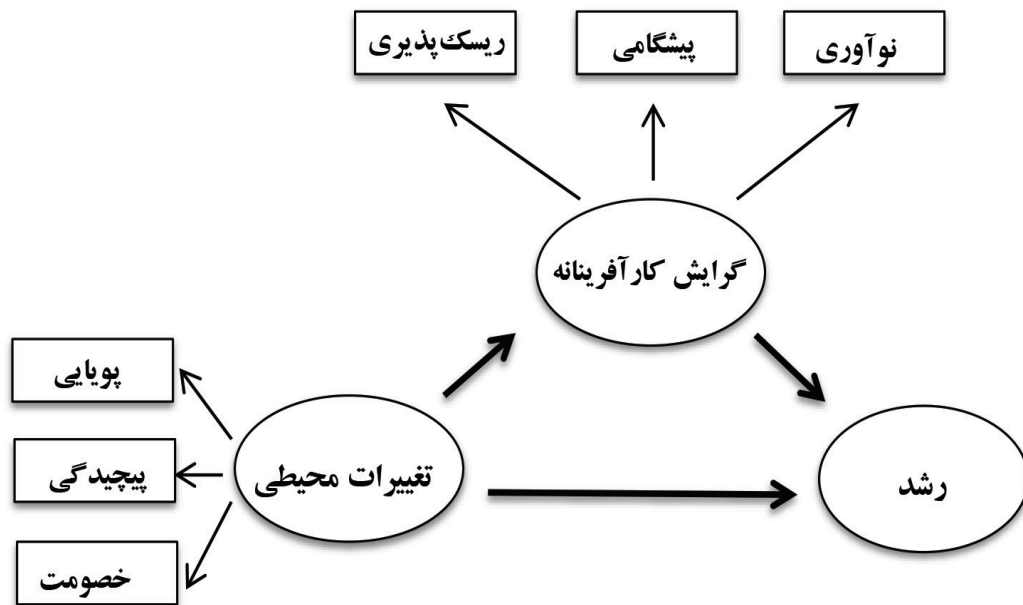 نوآوری
پیشگامی
ریسک‌پذیری
گرایش کارآفرینانه
پویایی
پیچیدگی
خصومت
تغییرات محیطی
رشد